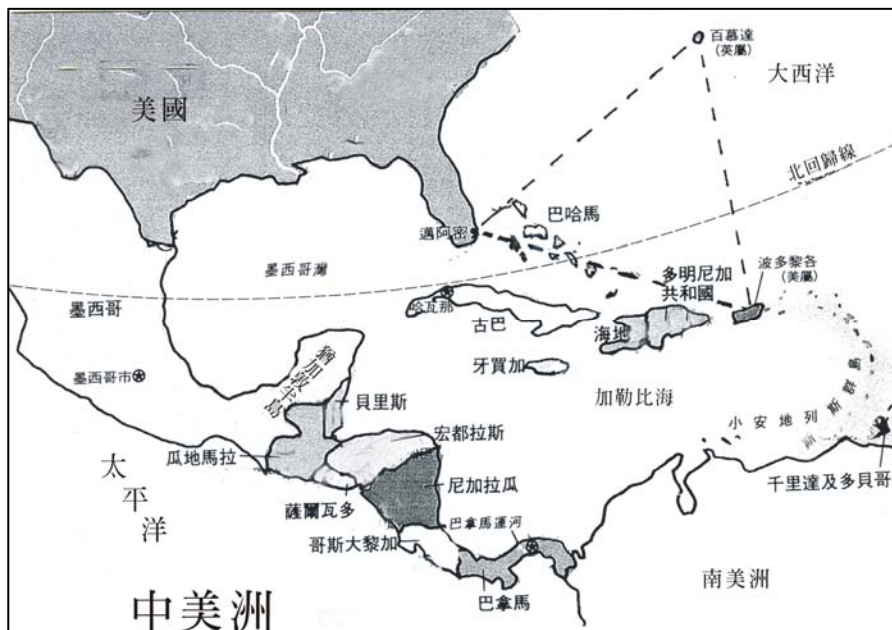 百慕達
(英屬)
大西洋
美國
北回歸線
巴哈馬
邁阿密
墨西哥灣
多明尼加
共和國
波多黎各
(美屬)
墨西哥
哈瓦那
古巴
海地
墨西哥市
猶加敦半島
牙買加
加勒比海
貝里斯
小安地列斯群島
宏都拉斯
瓜地馬拉
太平洋
尼加拉瓜
千里達及多貝哥
薩爾瓦多
巴拿馬運河
哥斯大黎加
南美洲
巴拿馬
中美洲